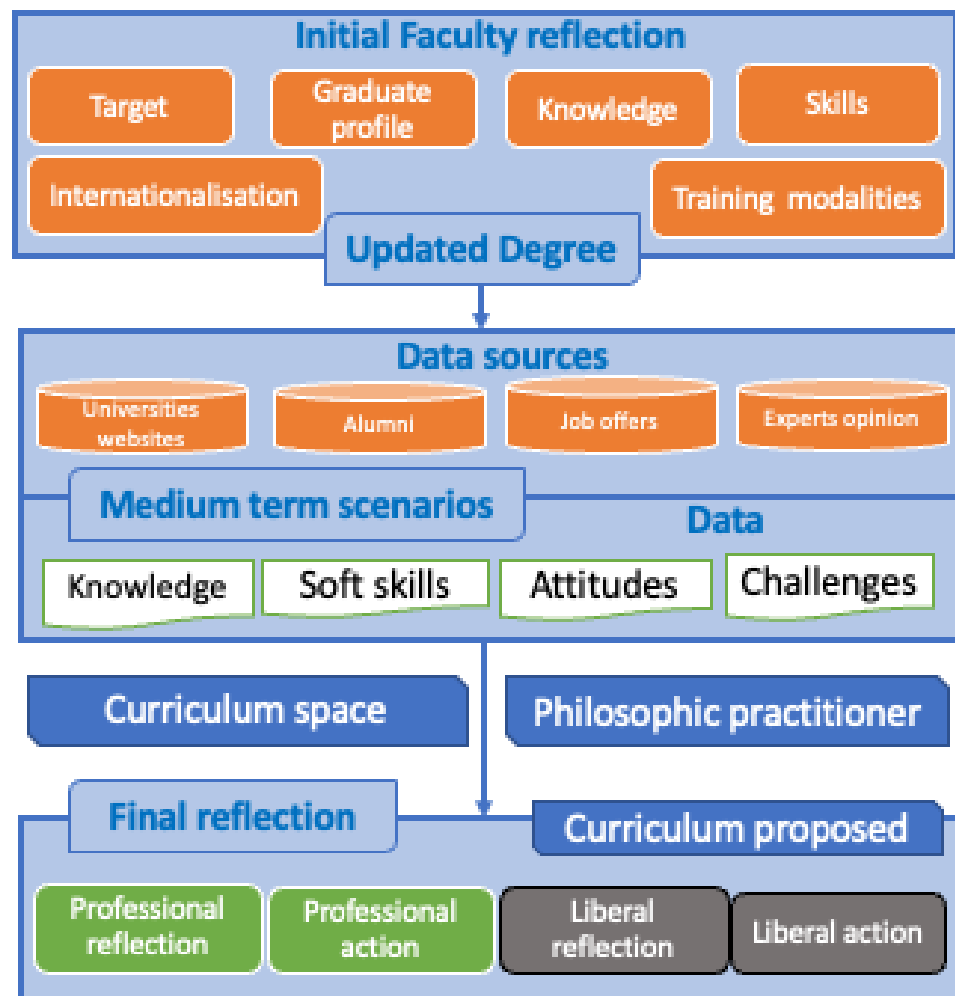 Initial Faculty reflection
Target
Graduate
profile
Knowledge
Skills
Internationalisation
Training modalities
Updated Degree
Data sources
Universities
websites
Alumni
Job offers
Experts opinion
Medium term scenarios
Data
Knowledge
Soft skills
Attitudes
Challenges
Curriculum space
Philosophic practitioner
Final reflection
Curriculum proposed
Professional
reflection
Professional
action
Liberal
reflection
Liberal action